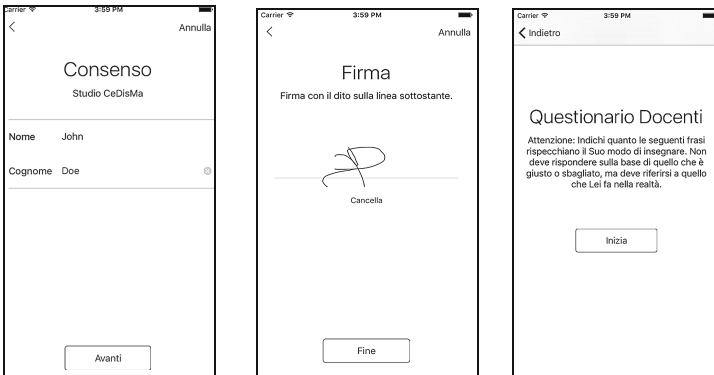 Carrier 3:59 PM
Annulla
Consenso
Studio CeDisMa
Nome John
Cognome Doe
Avanti
Carrier 3:59 PM
Annulla
Firma
Firma con il dito sulla linea sottostante.
Cancella
Fine
Carrier 3:59 PM
Indietro
Questionario Docenti
Attenzione: Indichi quanto le seguenti frasi
rispecchiano il Suo modo di insegnare. Non
deve rispondere sulla base di quello che è
giusto o sbagliato, ma deve riferirsi a quello
che Lei fa nella realtà.
Inizia